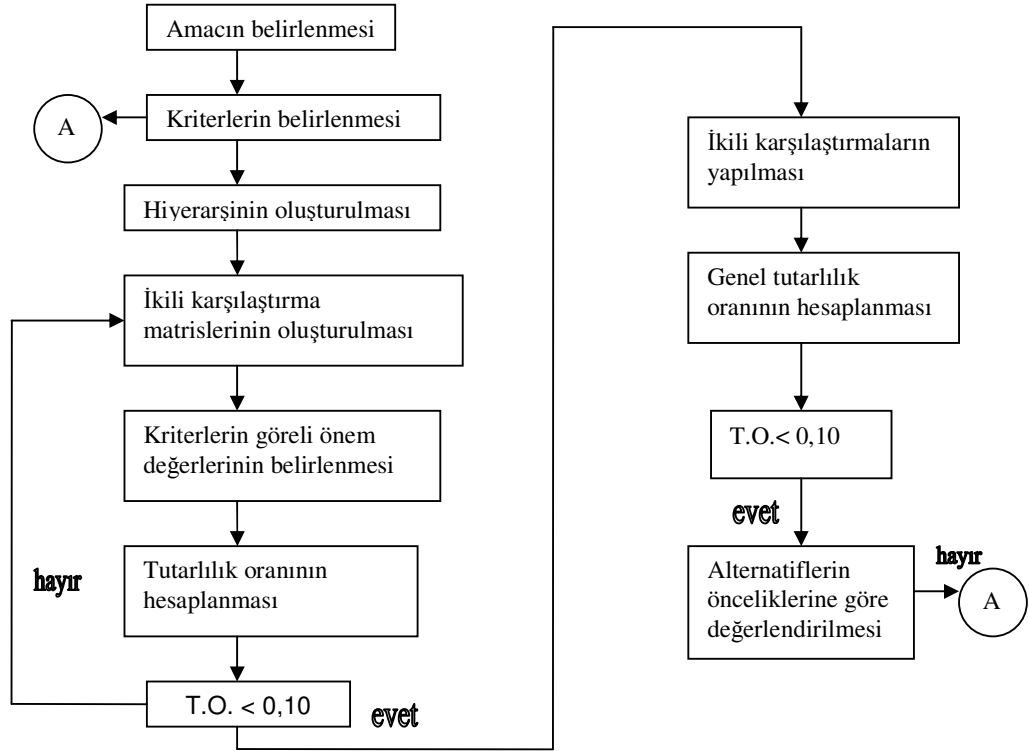 Amacın belirlenmesi
A
Kriterlerin belirlenmesi
Hiyerarşinin oluşturulması
İkili karşılaştırma
matrislerinin oluşturulması
Kriterlerin göreli önem
değerlerinin belirlenmesi
hayır
Tutarlılık oranının
hesaplanması
T.O. < 0,10
evet
İkili karşılaştırmaların
yapılması
Genel tutarlılık
oranının hesaplanması
T.O.< 0,10
evet
Alternatiflerin
önceliklerine göre
değerlendirilmesi
hayır
A